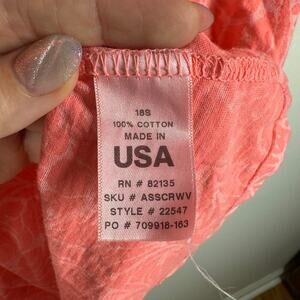 18S
100% COTTON
MADE IN
USA
RN # 82135
SKU # ASSCRWV
STYLE # 22547
PO # 709918-163